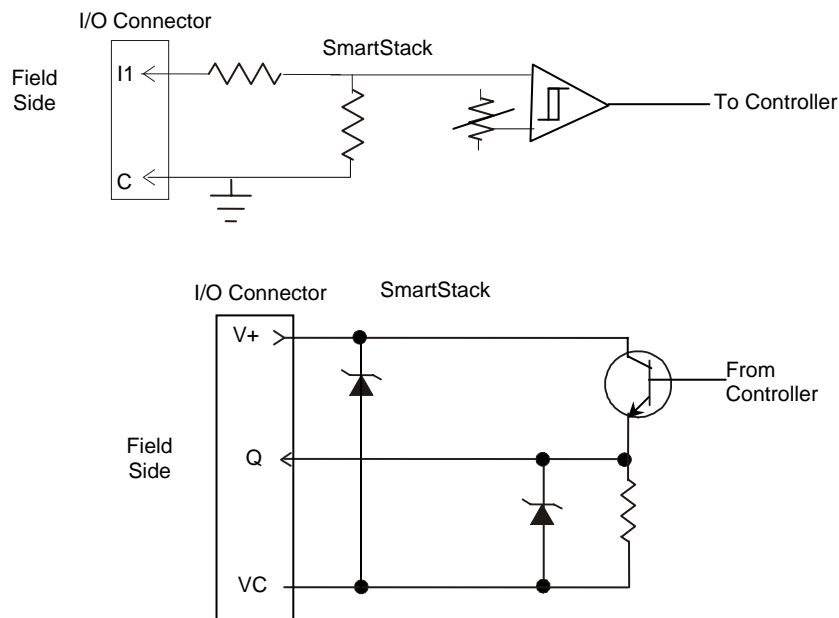 I/O Connector
SmartStack
Field
Side
I1
To Controller
C
I/O Connector
SmartStack
V+
From
Controller
Field
Side
Q
VC